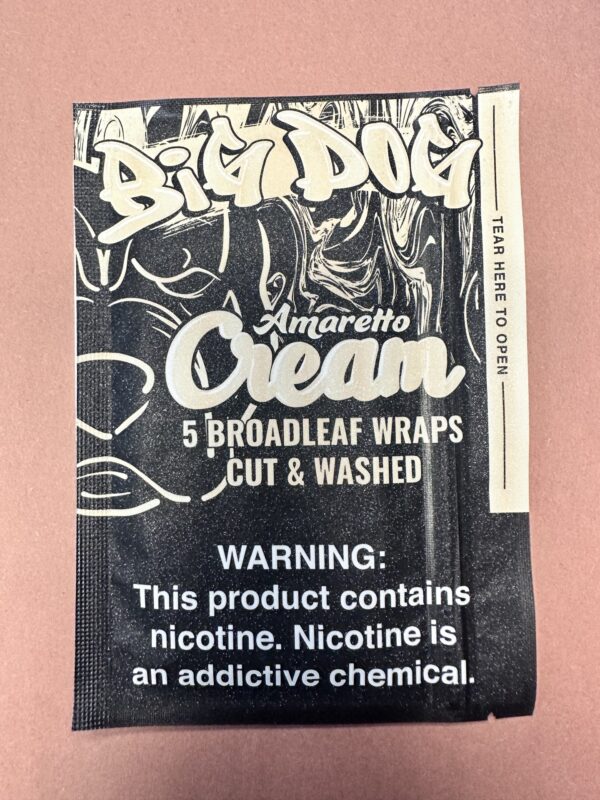 BiG DOG
Amaretto
Cream
5 BROADLEAF WRAPS
CUT & WASHED
WARNING:
This product contains
nicotine. Nicotine is
an addictive chemical.
TEAR HERE TO OPEN